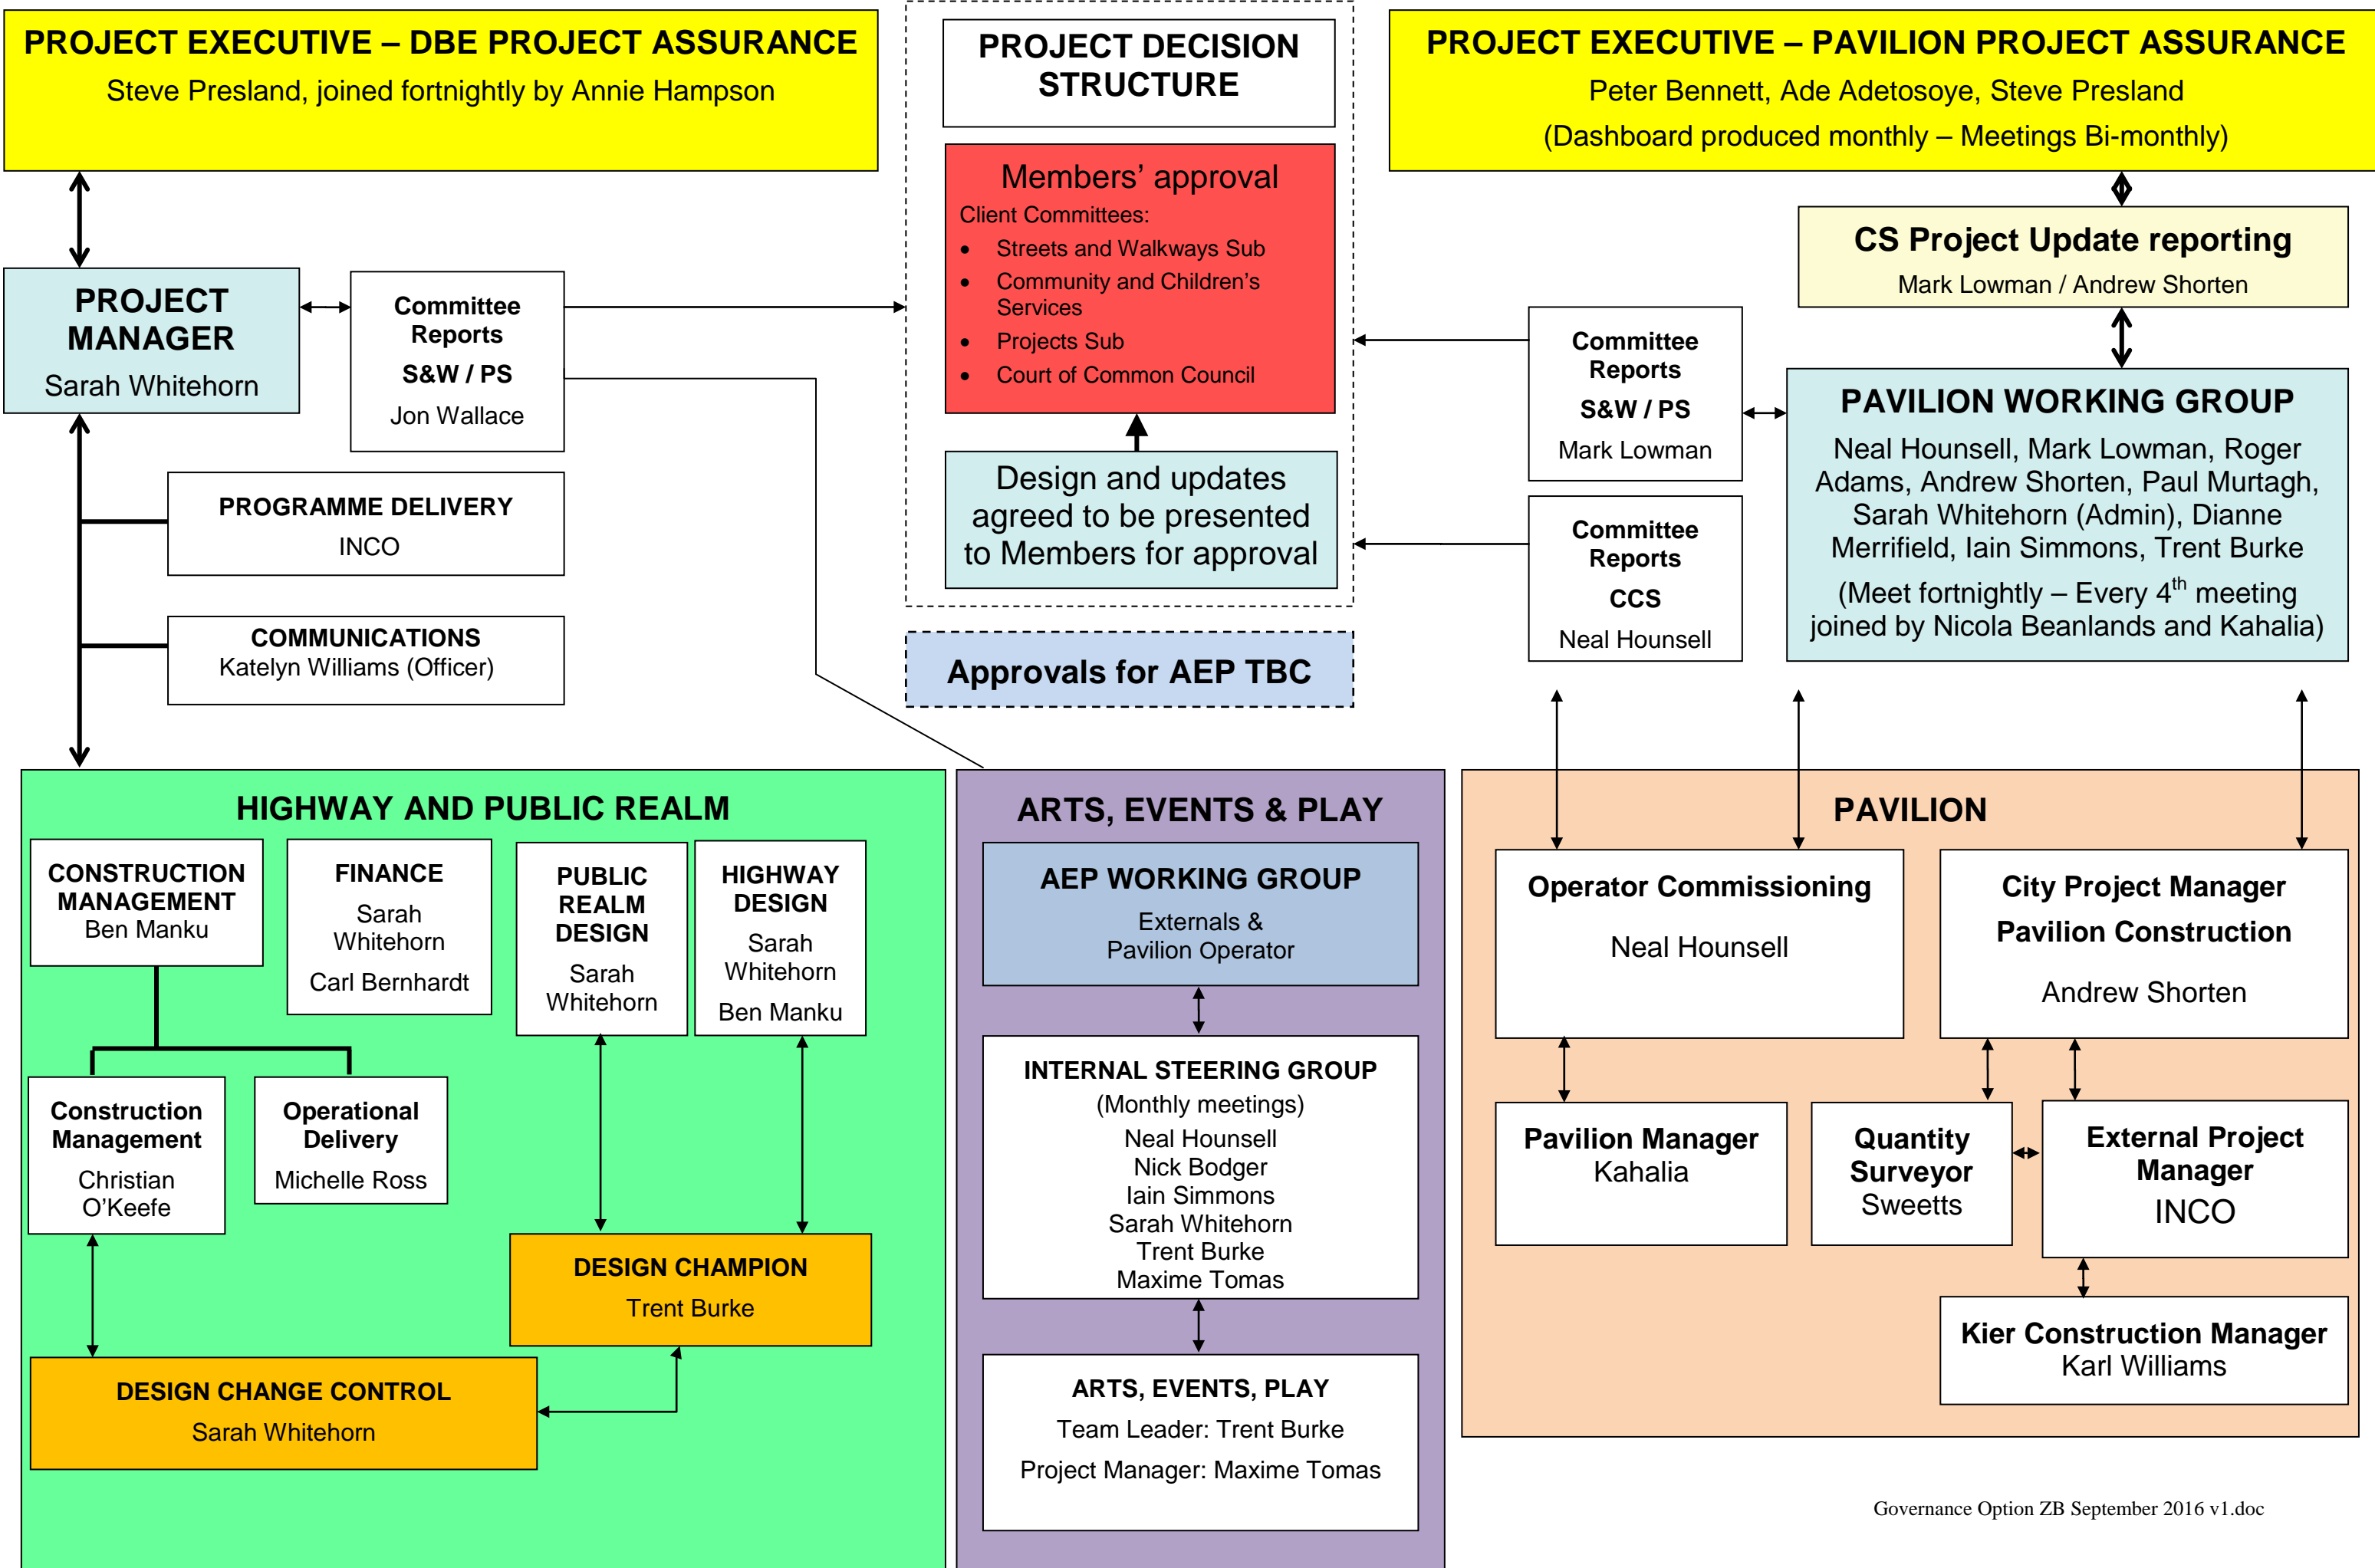 PROJECT EXECUTIVE – DBE PROJECT ASSURANCE
Steve Presland, joined fortnightly by Annie Hampson
PROJECT DECISION
STRUCTURE
PROJECT EXECUTIVE – PAVILION PROJECT ASSURANCE
Peter Bennett, Ade Adetosoye, Steve Presland
(Dashboard produced monthly – Meetings Bi-monthly)
Members’ approval
Client Committees:
• Streets and Walkways Sub
• Community and Children’s
Services
• Projects Sub
• Court of Common Council
CS Project Update reporting
Mark Lowman / Andrew Shorten
PROJECT
MANAGER
Sarah Whitehorn
Committee
Reports
S&W / PS
Jon Wallace
Committee
Reports
S&W / PS
Mark Lowman
PAVILION WORKING GROUP
Neal Hounsell, Mark Lowman, Roger
Adams, Andrew Shorten, Paul Murtagh,
Sarah Whitehorn (Admin), Dianne
Merrifield, Iain Simmons, Trent Burke
(Meet fortnightly – Every 4th meeting
joined by Nicola Beanlands and Kahalia)
Design and updates
agreed to be presented
to Members for approval
PROGRAMME DELIVERY
INCO
Committee
Reports
CCS
Neal Hounsell
COMMUNICATIONS
Katelyn Williams (Officer)
Approvals for AEP TBC
HIGHWAY AND PUBLIC REALM
CONSTRUCTION
MANAGEMENT
Ben Manku
FINANCE
Sarah
Whitehorn
Carl Bernhardt
PUBLIC
REALM
DESIGN
Sarah
Whitehorn
HIGHWAY
DESIGN
Sarah
Whitehorn
Ben Manku
Construction
Management
Christian
O’Keefe
Operational
Delivery
Michelle Ross
DESIGN CHAMPION
Trent Burke
DESIGN CHANGE CONTROL
Sarah Whitehorn
ARTS, EVENTS & PLAY
AEP WORKING GROUP
Externals &
Pavilion Operator
INTERNAL STEERING GROUP
(Monthly meetings)
Neal Hounsell
Nick Bodger
Iain Simmons
Sarah Whitehorn
Trent Burke
Maxime Tomas
ARTS, EVENTS, PLAY
Team Leader: Trent Burke
Project Manager: Maxime Tomas
PAVILION
Operator Commissioning
Neal Hounsell
City Project Manager
Pavilion Construction
Andrew Shorten
Pavilion Manager
Kahalia
Quantity
Surveyor
Sweetts
External Project
Manager
INCO
Kier Construction Manager
Karl Williams
Governance Option ZB September 2016 v1.doc